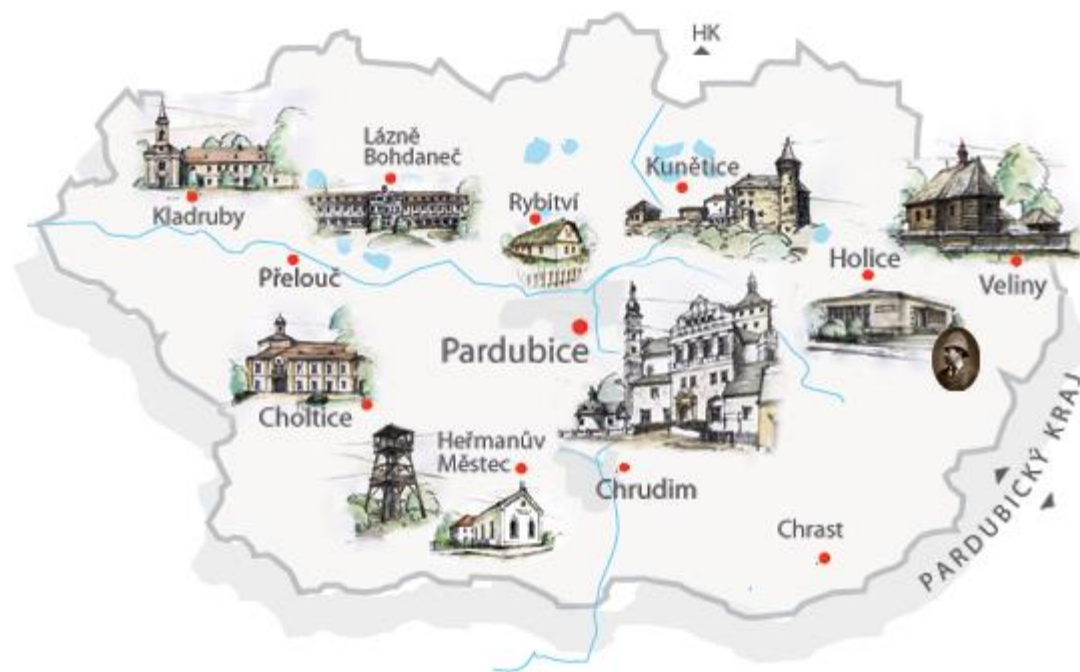 HK
Lázně
Bohdaneč
Kunětice
Rybitví
Kladruby
Holice
Přelouč
Veliny
Pardubice
Choltice
Heřmanův
Městec
Chrudim
Chrast
PARDUBICKÝ KRAJ